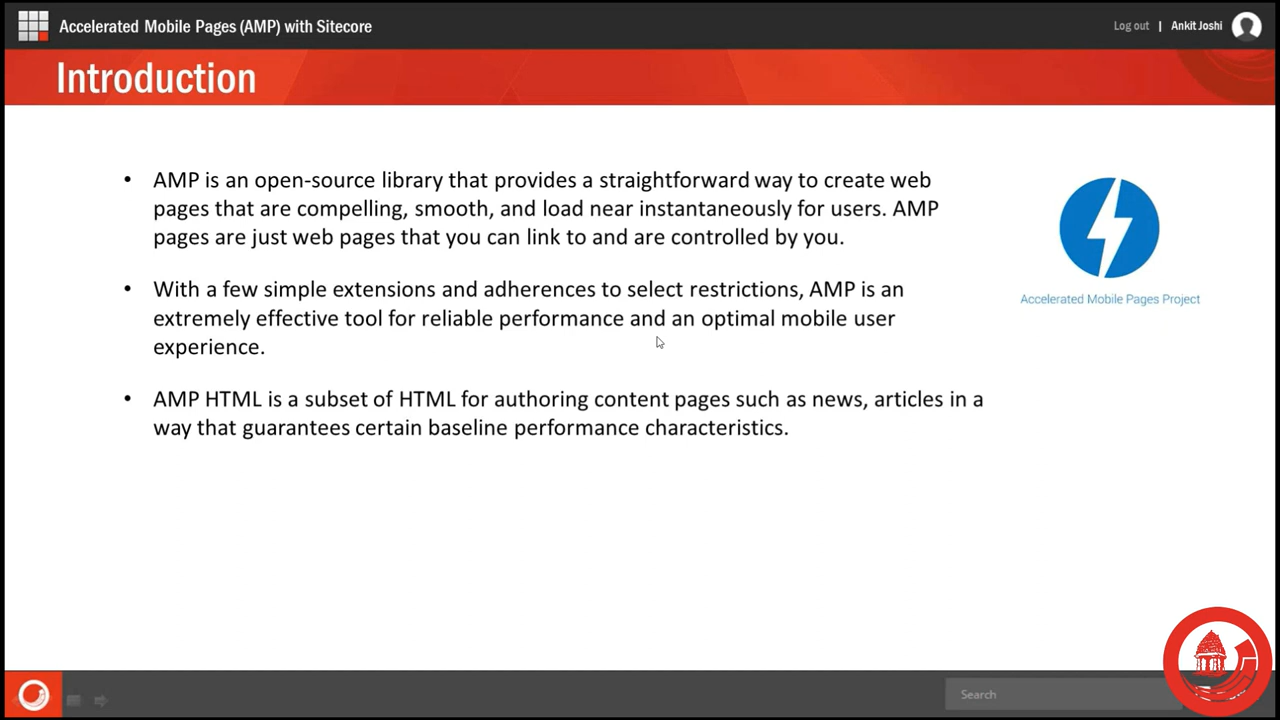 Accelerated Mobile Pages (AMP) with Sitecore
Log out | Ankit Joshi
Introduction
• AMP is an open-source library that provides a straightforward way to create web
pages that are compelling, smooth, and load near instantaneously for users. AMP
pages are just web pages that you can link to and are controlled by you.
• With a few simple extensions and adherences to select restrictions, AMP is an
extremely effective tool for reliable performance and an optimal mobile user
experience.
• AMP HTML is a subset of HTML for authoring content pages such as news, articles in a
way that guarantees certain baseline performance characteristics.
Accelerated Mobile Pages Project
Search